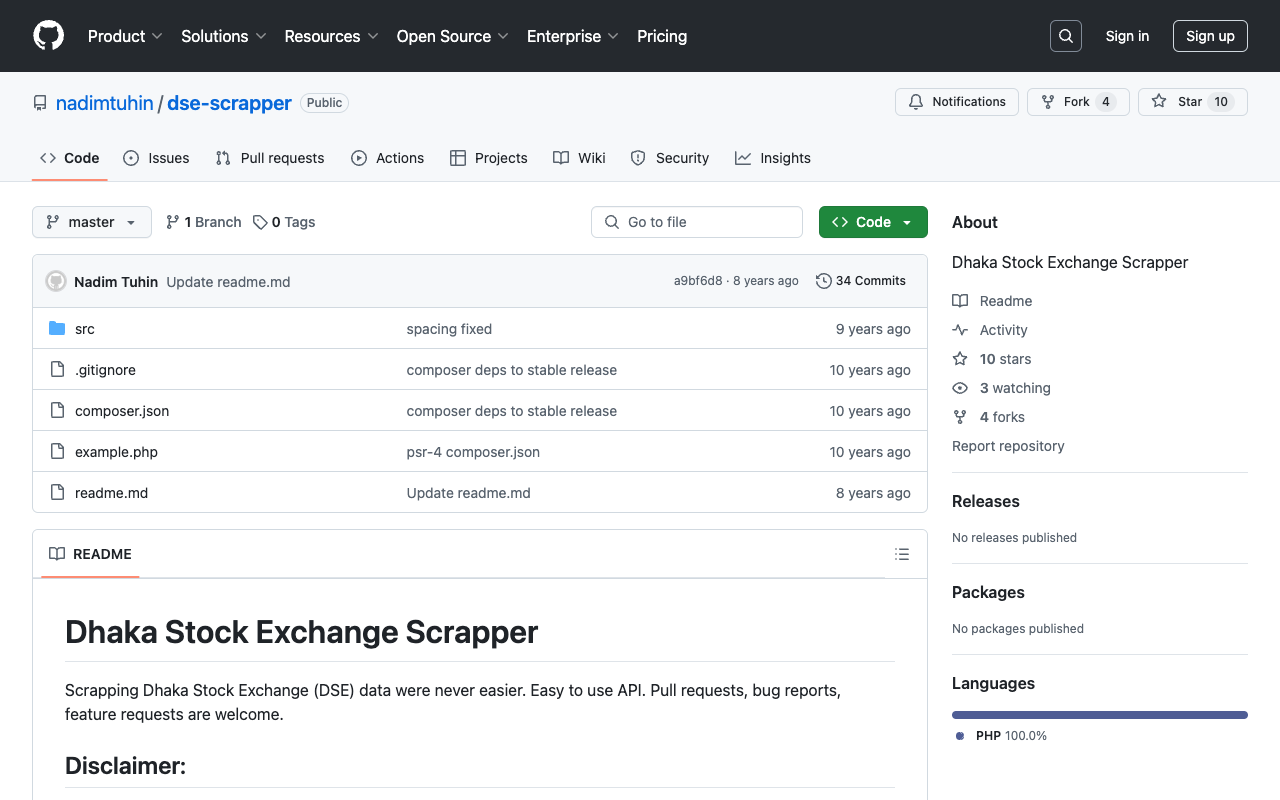 Product Solutions Resources Open Source Enterprise Pricing Sign in Sign up
nadimtuhin / dse-scrapper Public Notifications Fork 4 Star 10
Code Issues Pull requests Actions Projects Wiki Security Insights
master 1 Branch 0 Tags Go to file Code
Nadim Tuhin Update readme.md a9bf6d8 · 8 years ago 34 Commits
src spacing fixed 9 years ago
.gitignore composer deps to stable release 10 years ago
composer.json composer deps to stable release 10 years ago
example.php psr-4 composer.json 10 years ago
readme.md Update readme.md 8 years ago
README
Dhaka Stock Exchange Scrapper
Scrapping Dhaka Stock Exchange (DSE) data were never easier. Easy to use API. Pull requests, bug reports,
feature requests are welcome.
Disclaimer:
About
Dhaka Stock Exchange Scrapper
Readme
Activity
10 stars
3 watching
4 forks
Report repository
Releases
No releases published
Packages
No packages published
Languages
PHP 100.0%